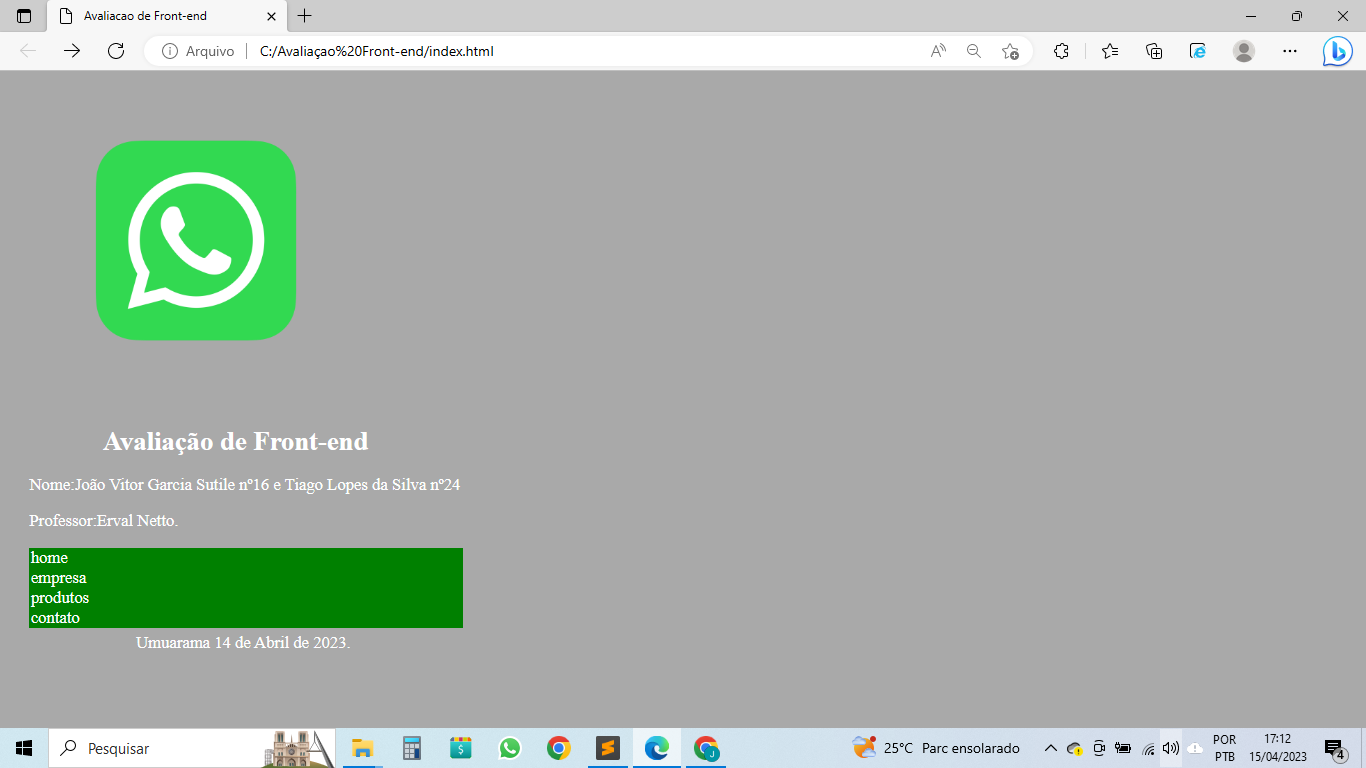 Avaliacao de Front-end
Arquivo
C:/Avaliaçao%20Front-end/index.html
Avaliação de Front-end
Nome:João Vitor Garcia Sutile nº16 e Tiago Lopes da Silva nº24
Professor:Erval Netto.
home
empresa
produtos
contato
Umuarama 14 de Abril de 2023.
Pesquisar
25°C Parc ensolarado
POR
PTB
17:12
15/04/2023
4